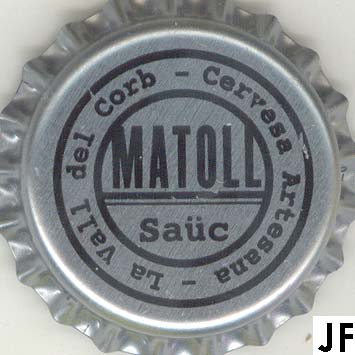 La Vall del Corb - Cervesa Artesana -
MATOLL
Saüc
JF